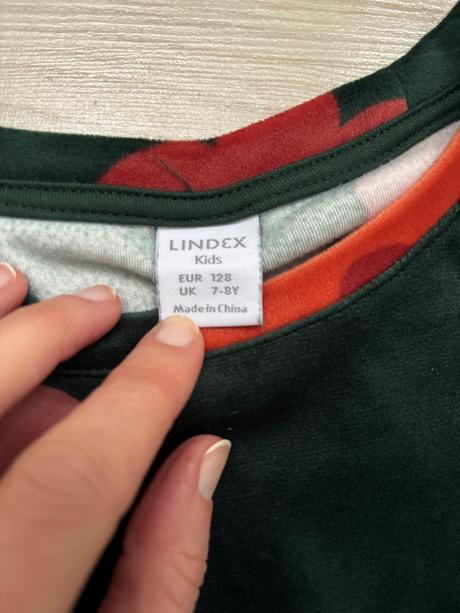 LINDEX
Kids
EUR 128
UK 7-8Y
Made in China